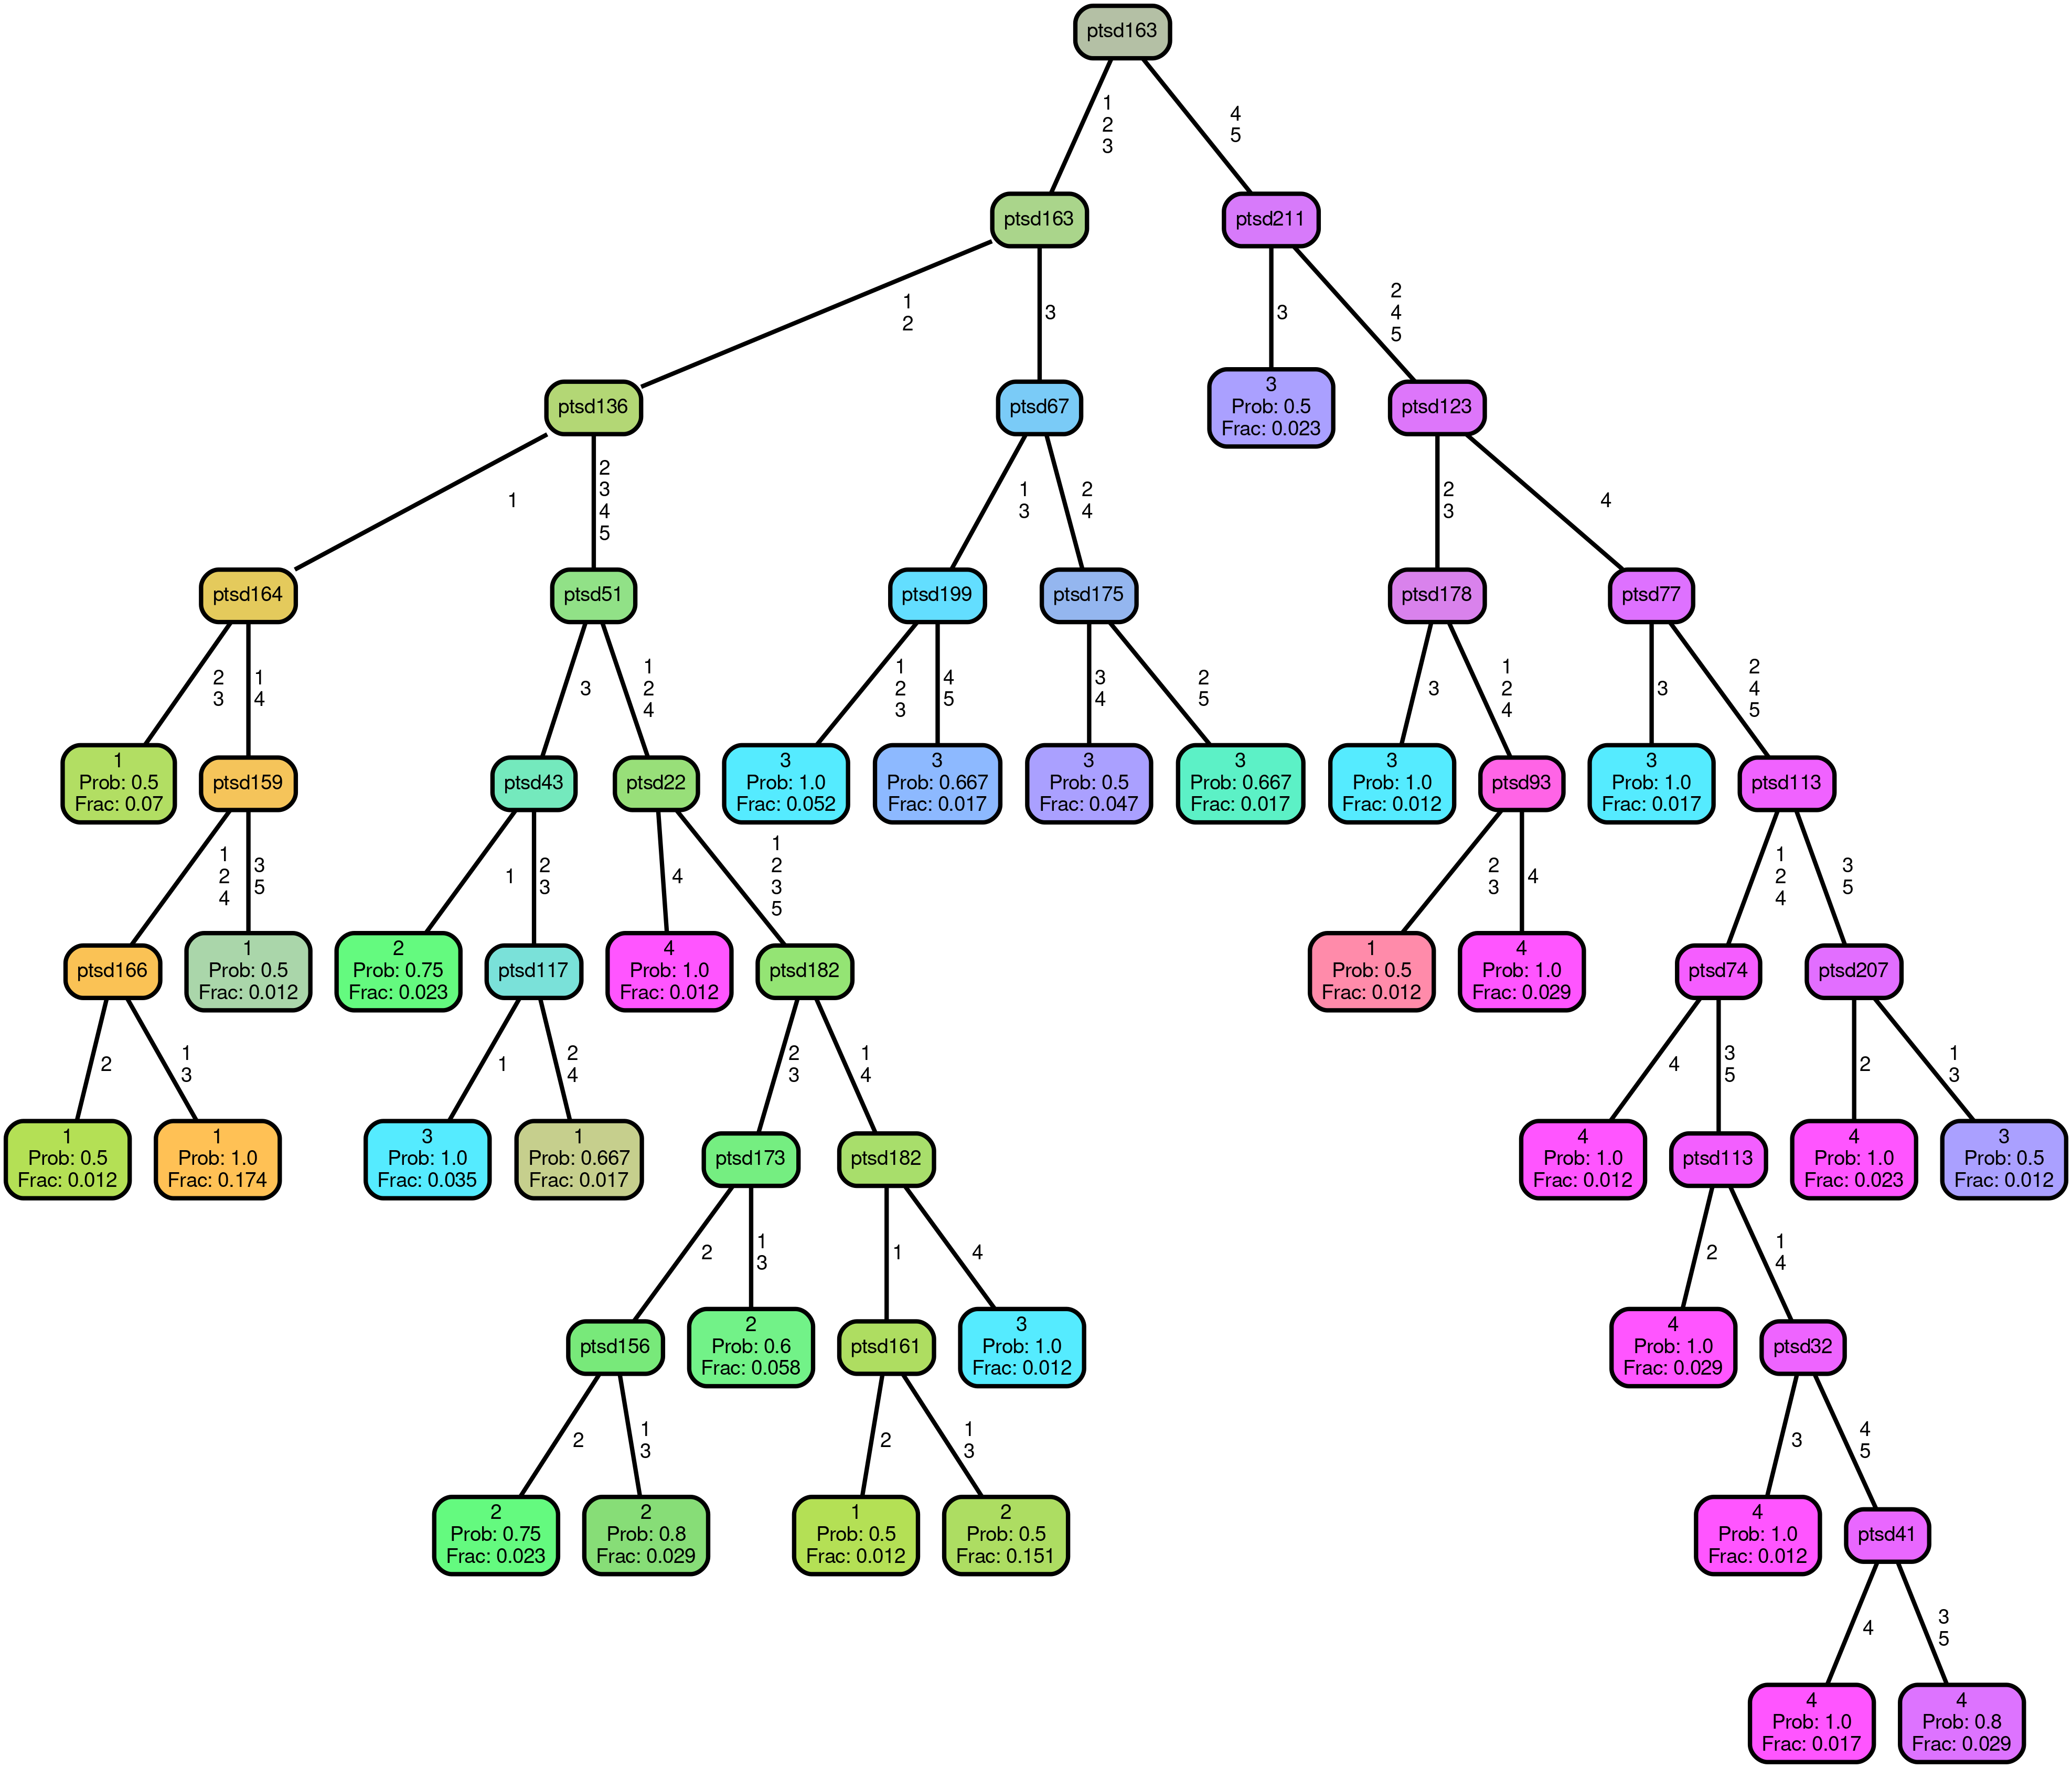 ptsd163
1
2
3
4
5
ptsd163
ptsd211
1
2
3
3
2
4
5
ptsd136
ptsd67
3
Prob: 0.5
Frac: 0.023
ptsd123
1
2
3
4
5
1
3
2
4
2
3
4
ptsd164
ptsd51
ptsd199
ptsd175
ptsd178
ptsd77
2
3
1
4
3
1
2
4
1
2
3
4
5
3
4
2
5
3
1
2
4
3
2
4
5
1
Prob: 0.5
Frac: 0.07
ptsd159
ptsd43
ptsd22
3
Prob: 1.0
Frac: 0.052
3
Prob: 0.667
Frac: 0.017
3
Prob: 0.5
Frac: 0.047
3
Prob: 0.667
Frac: 0.017
3
Prob: 1.0
Frac: 0.012
ptsd93
3
Prob: 1.0
Frac: 0.017
ptsd113
1
2
4
3
5
1
2
3
4
1
2
3
5
2
3
4
1
2
4
3
5
ptsd166
1
Prob: 0.5
Frac: 0.012
2
Prob: 0.75
Frac: 0.023
ptsd117
4
Prob: 1.0
Frac: 0.012
ptsd182
1
Prob: 0.5
Frac: 0.012
4
Prob: 1.0
Frac: 0.029
ptsd74
ptsd207
2
1
3
1
2
4
2
3
1
4
4
3
5
2
1
3
1
Prob: 0.5
Frac: 0.012
1
Prob: 1.0
Frac: 0.174
3
Prob: 1.0
Frac: 0.035
1
Prob: 0.667
Frac: 0.017
ptsd173
ptsd182
4
Prob: 1.0
Frac: 0.012
ptsd113
4
Prob: 1.0
Frac: 0.023
3
Prob: 0.5
Frac: 0.012
2
1
3
1
4
2
1
4
ptsd156
2
Prob: 0.6
Frac: 0.058
ptsd161
3
Prob: 1.0
Frac: 0.012
4
Prob: 1.0
Frac: 0.029
ptsd32
2
1
3
2
1
3
3
4
5
2
Prob: 0.75
Frac: 0.023
2
Prob: 0.8
Frac: 0.029
1
Prob: 0.5
Frac: 0.012
2
Prob: 0.5
Frac: 0.151
4
Prob: 1.0
Frac: 0.012
ptsd41
4
3
5
4
Prob: 1.0
Frac: 0.017
4
Prob: 0.8
Frac: 0.029